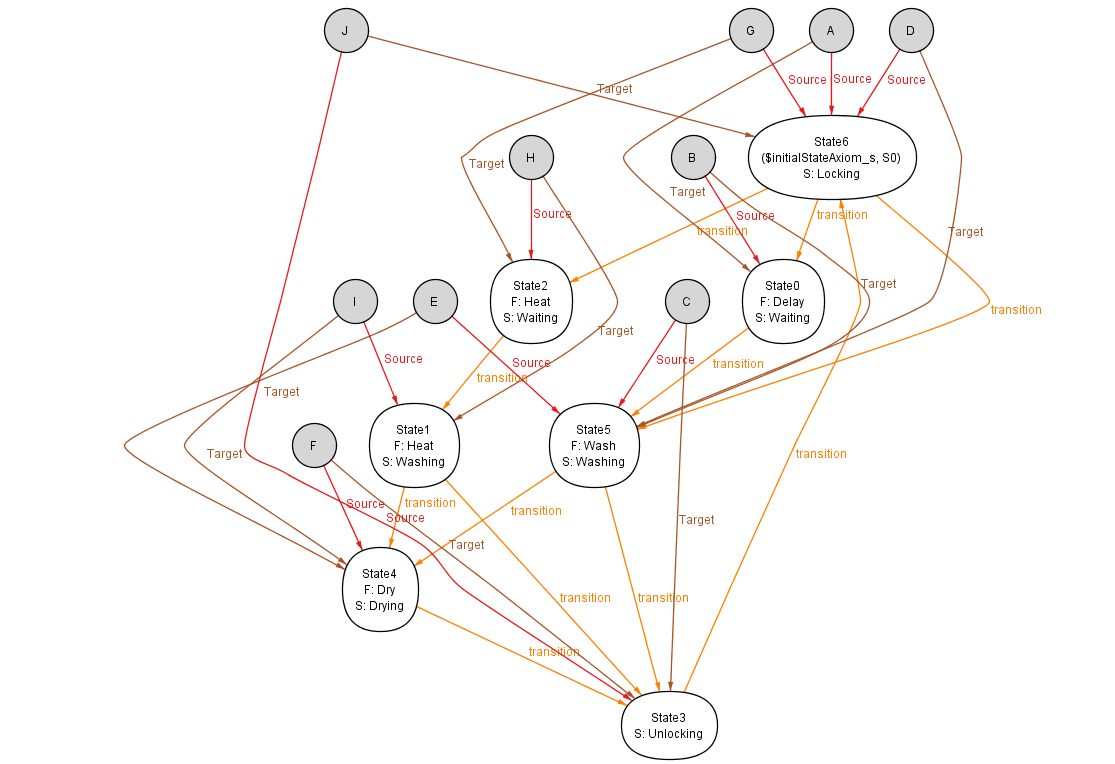 J
G
A
D
Source
Source
Source
Target
State6
($initialStateAxiom_s, S0)
S: Locking
H
B
Target
Target
Source
Source
transition
transition
Target
State2
F: Heat
S: Waiting
State0
F: Delay
S: Waiting
Target
I
E
C
transition
Target
Source
Source
Source
transition
transition
Target
State1
F: Heat
S: Washing
State5
F: Wash
S: Washing
F
Target
transition
Source
transition
transition
Source
Target
Target
State4
F: Dry
S: Drying
transition
transition
transition
State3
S: Unlocking